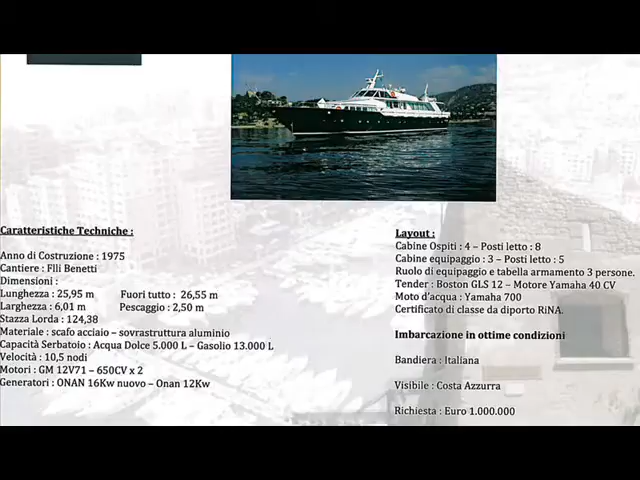 Caratteristiche Techniche :
Anno di Costruzione : 1975
Cantiere : Flli Benetti
Dimensioni :
Lunghezza : 25,95 m Fuori tutto : 26,55 m
Larghezza : 6,01 m Pescaggio : 2,50 m
Stazza Lorda : 124,38
Materiale : scafo acciaio – sovrastruttura aluminio
Capacità Serbatoio : Acqua Dolce 5.000 L – Gasolio 13.000 L
Velocità : 10,5 nodi
Motori : GM 12V71 – 650CV x 2
Generatori : ONAN 16Kw nuovo – Onan 12Kw
Layout :
Cabine Ospiti : 4 – Posti letto : 8
Cabine equipaggio : 3 – Posti letto : 5
Ruolo di equipaggio e tabella armamento 3 persone.
Tender : Boston GLS 12 – Motore Yamaha 40 CV
Moto d'acqua : Yamaha 700
Certificato di classe da diporto RiNA.
Imbarcazione in ottime condizioni
Bandiera : Italiana
Visibile : Costa Azzurra
Richiesta : Euro 1.000.000